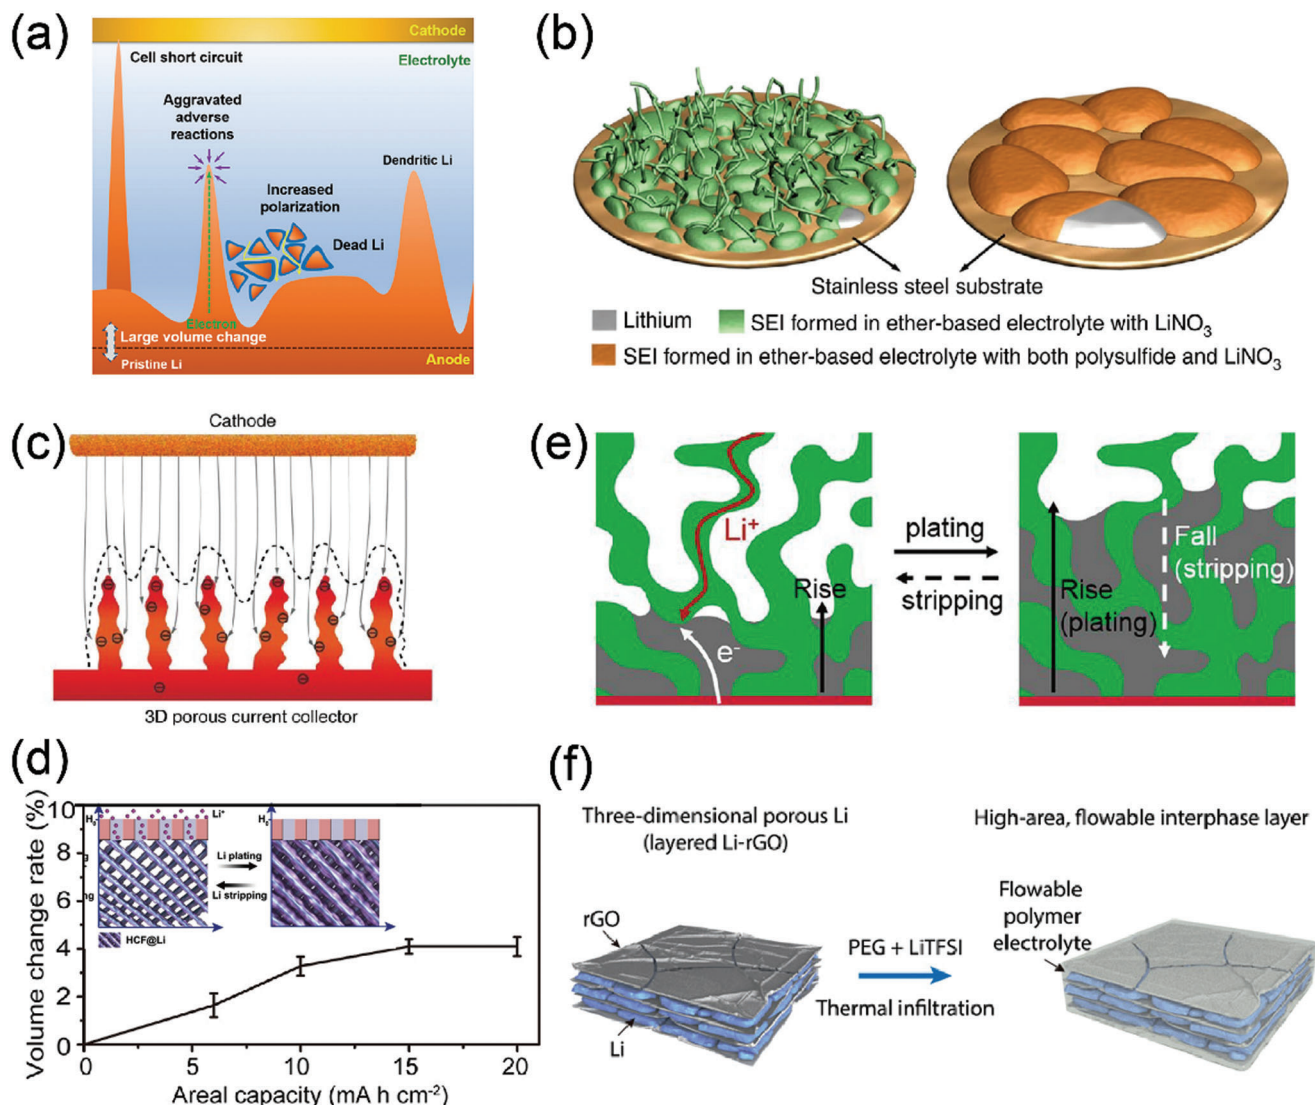 (a)
Cathode
Cell short circuit
Electrolyte
Aggravated
adverse
reactions
Dendritic Li
Increased
polarization
Dead Li
Electron
Large volume change
Pristine Li
Anode
(b)
Stainless steel substrate
Lithium
SEI formed in ether-based electrolyte with LiNO₃
SEI formed in ether-based electrolyte with both polysulfide and LiNO₃
(c)
Cathode
3D porous current collector
(e)
Li⁺
e⁻
Rise
plating
stripping
Rise
(plating)
Fall
(stripping)
(d)
Volume change rate (%)
10
8
6
4
2
0
Li⁺
Li plating
Li stripping
HCF@Li
0
5
10
15
20
Areal capacity (mA h cm⁻²)
(f)
Three-dimensional porous Li
(layered Li-rGO)
rGO
Li
PEG + LiTFSI
Thermal infiltration
High-area, flowable interphase layer
Flowable
polymer
electrolyte